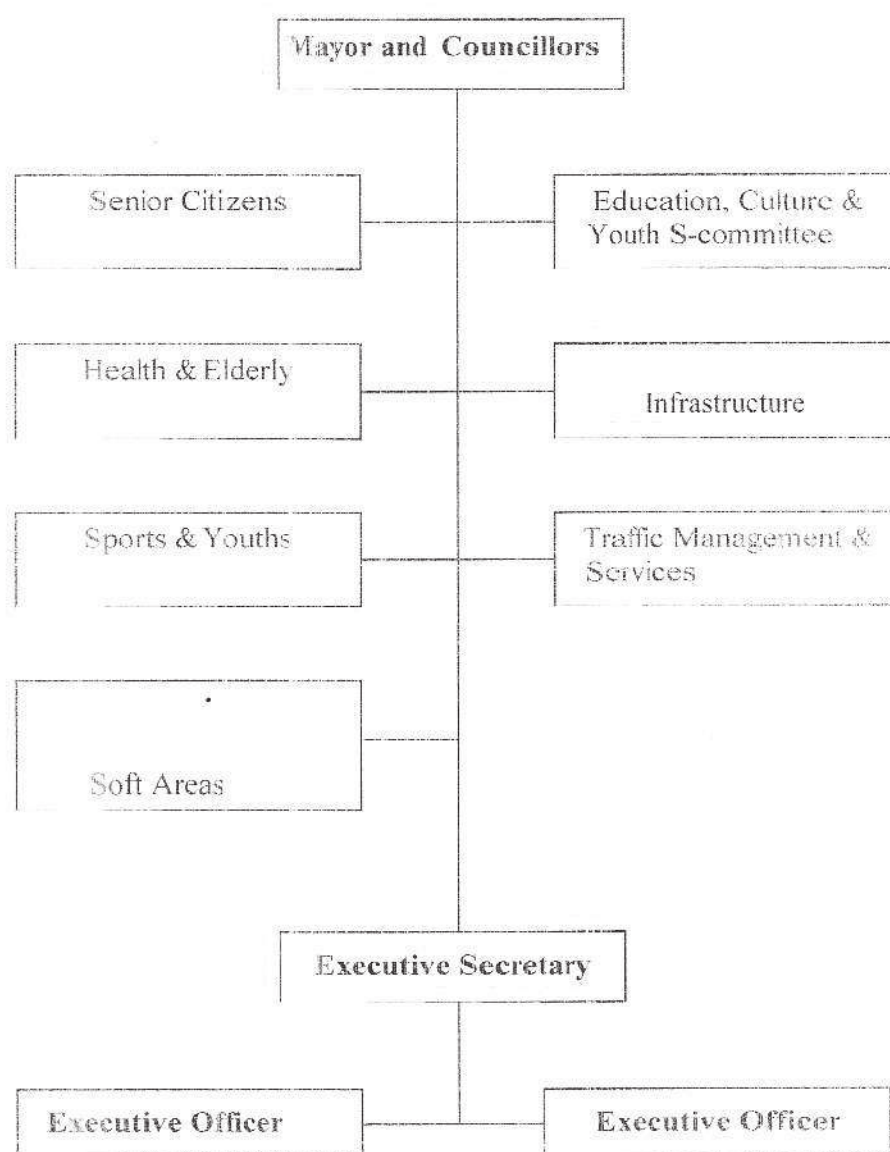 Mayor and Councillors
Senior Citizens
Education, Culture &
Youth S-committee
Health & Elderly
Infrastructure
Sports & Youths
Traffic Management &
Services
Soft Areas
Executive Secretary
Executive Officer
Executive Officer